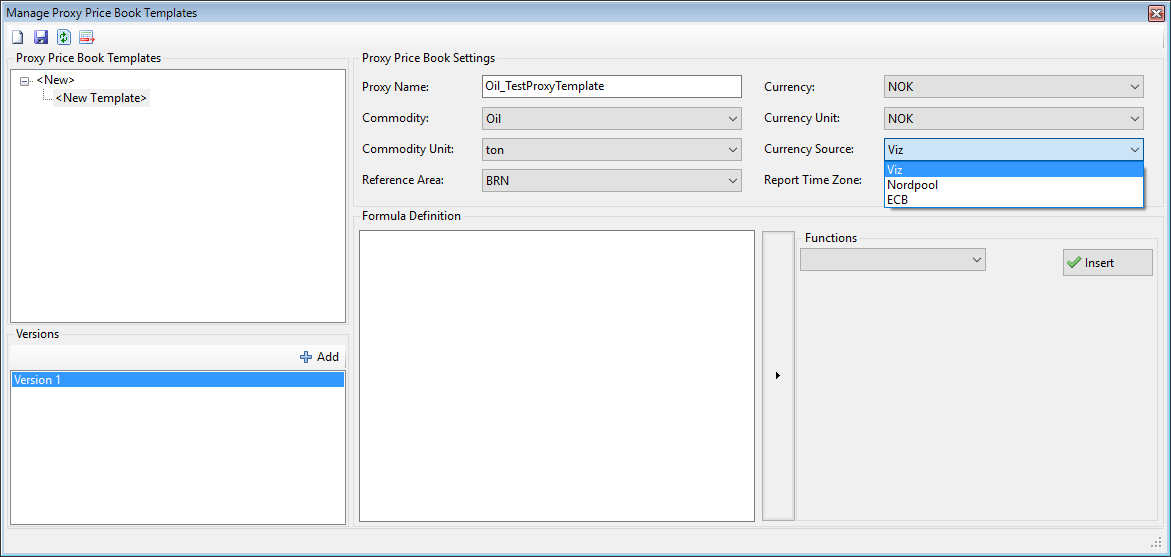 Manage Proxy Price Book Templates
Proxy Price Book Templates
<New>
<New Template>
Versions
Add
Version 1
Proxy Price Book Settings
Proxy Name: Oil_TestProxyTemplate Currency: NOK
Commodity: Oil Currency Unit: NOK
Commodity Unit: ton Currency Source: Viz
Viz
Nordpool
ECB
Reference Area: BRN Report Time Zone:
Formula Definition
Functions
Insert